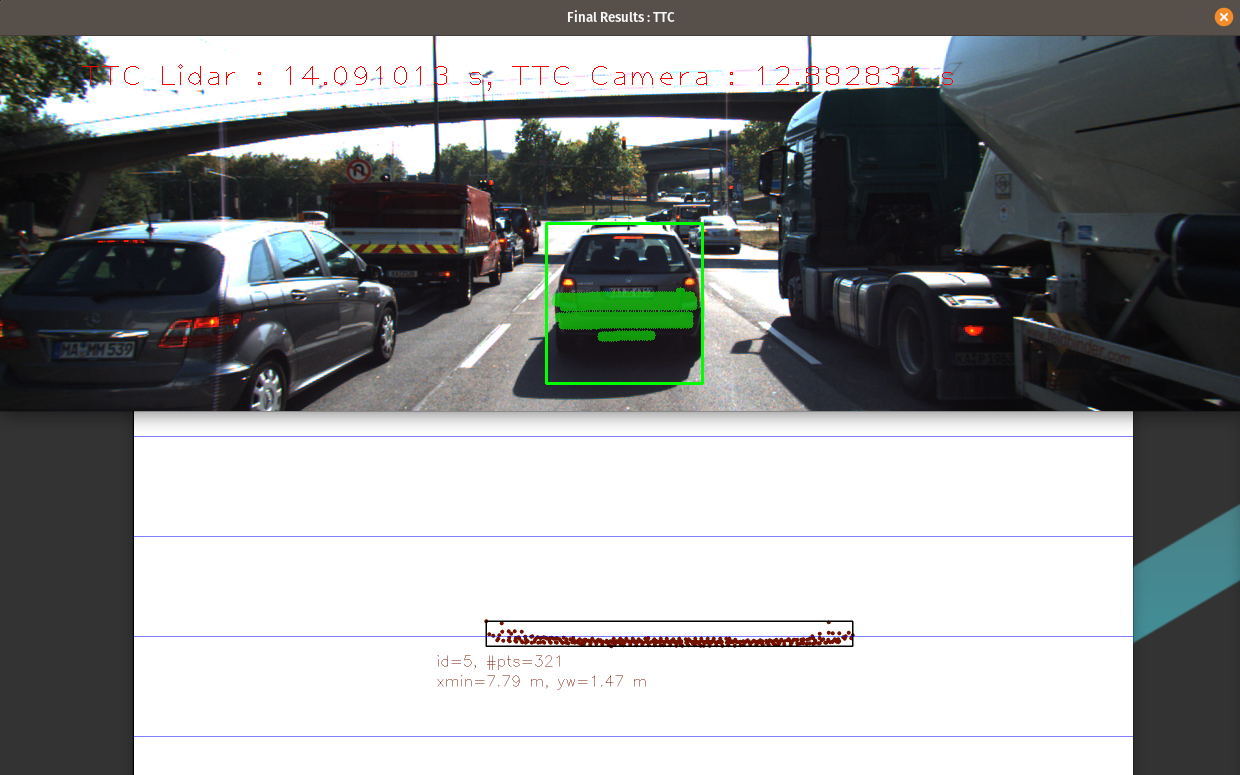 Final Results : TTC
TTC Lidar : 14.091013 s, TTC Camera : 12.882831 s
MA MM 539
id=5, #pts=321
xmin=7.79 m, yw=1.47 m